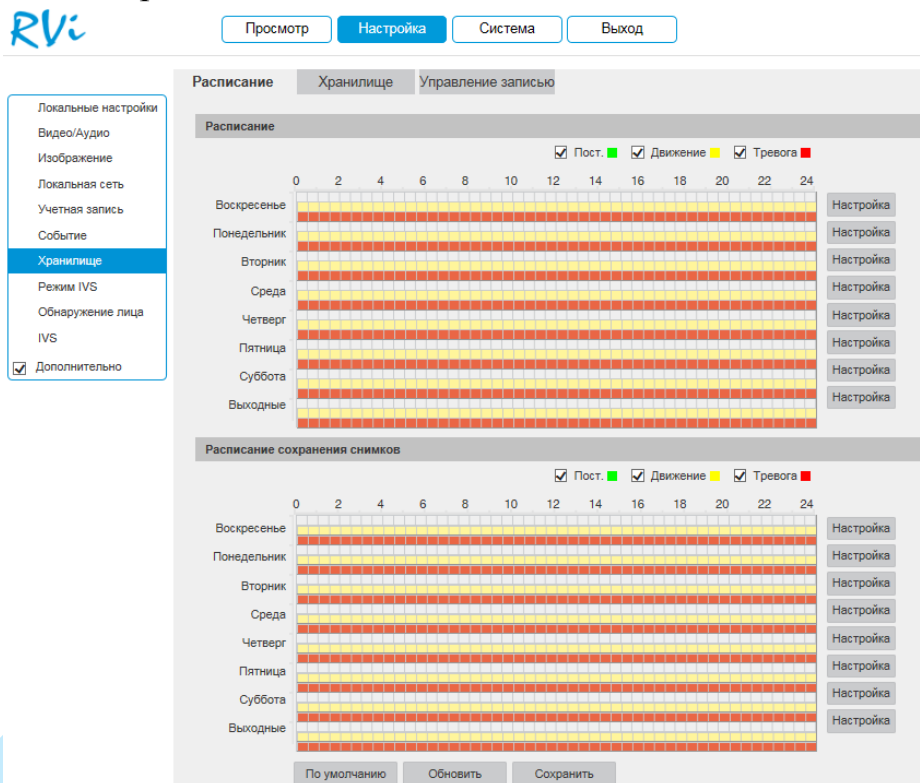 RVi
Просмотр Настройка Система Выход
Расписание Хранилище Управление записью
Локальные настройки
Видео/Аудио
Изображение
Локальная сеть
Учетная запись
Событие
Хранилище
Режим IVS
Обнаружение лица
IVS
Дополнительно
Расписание
Пост. Движение Тревога
0 2 4 6 8 10 12 14 16 18 20 22 24
Воскресенье Настройка
Понедельник Настройка
Вторник Настройка
Среда Настройка
Четверг Настройка
Пятница Настройка
Суббота Настройка
Выходные Настройка
Расписание сохранения снимков
Пост. Движение Тревога
0 2 4 6 8 10 12 14 16 18 20 22 24
Воскресенье Настройка
Понедельник Настройка
Вторник Настройка
Среда Настройка
Четверг Настройка
Пятница Настройка
Суббота Настройка
Выходные Настройка
По умолчанию Обновить Сохранить